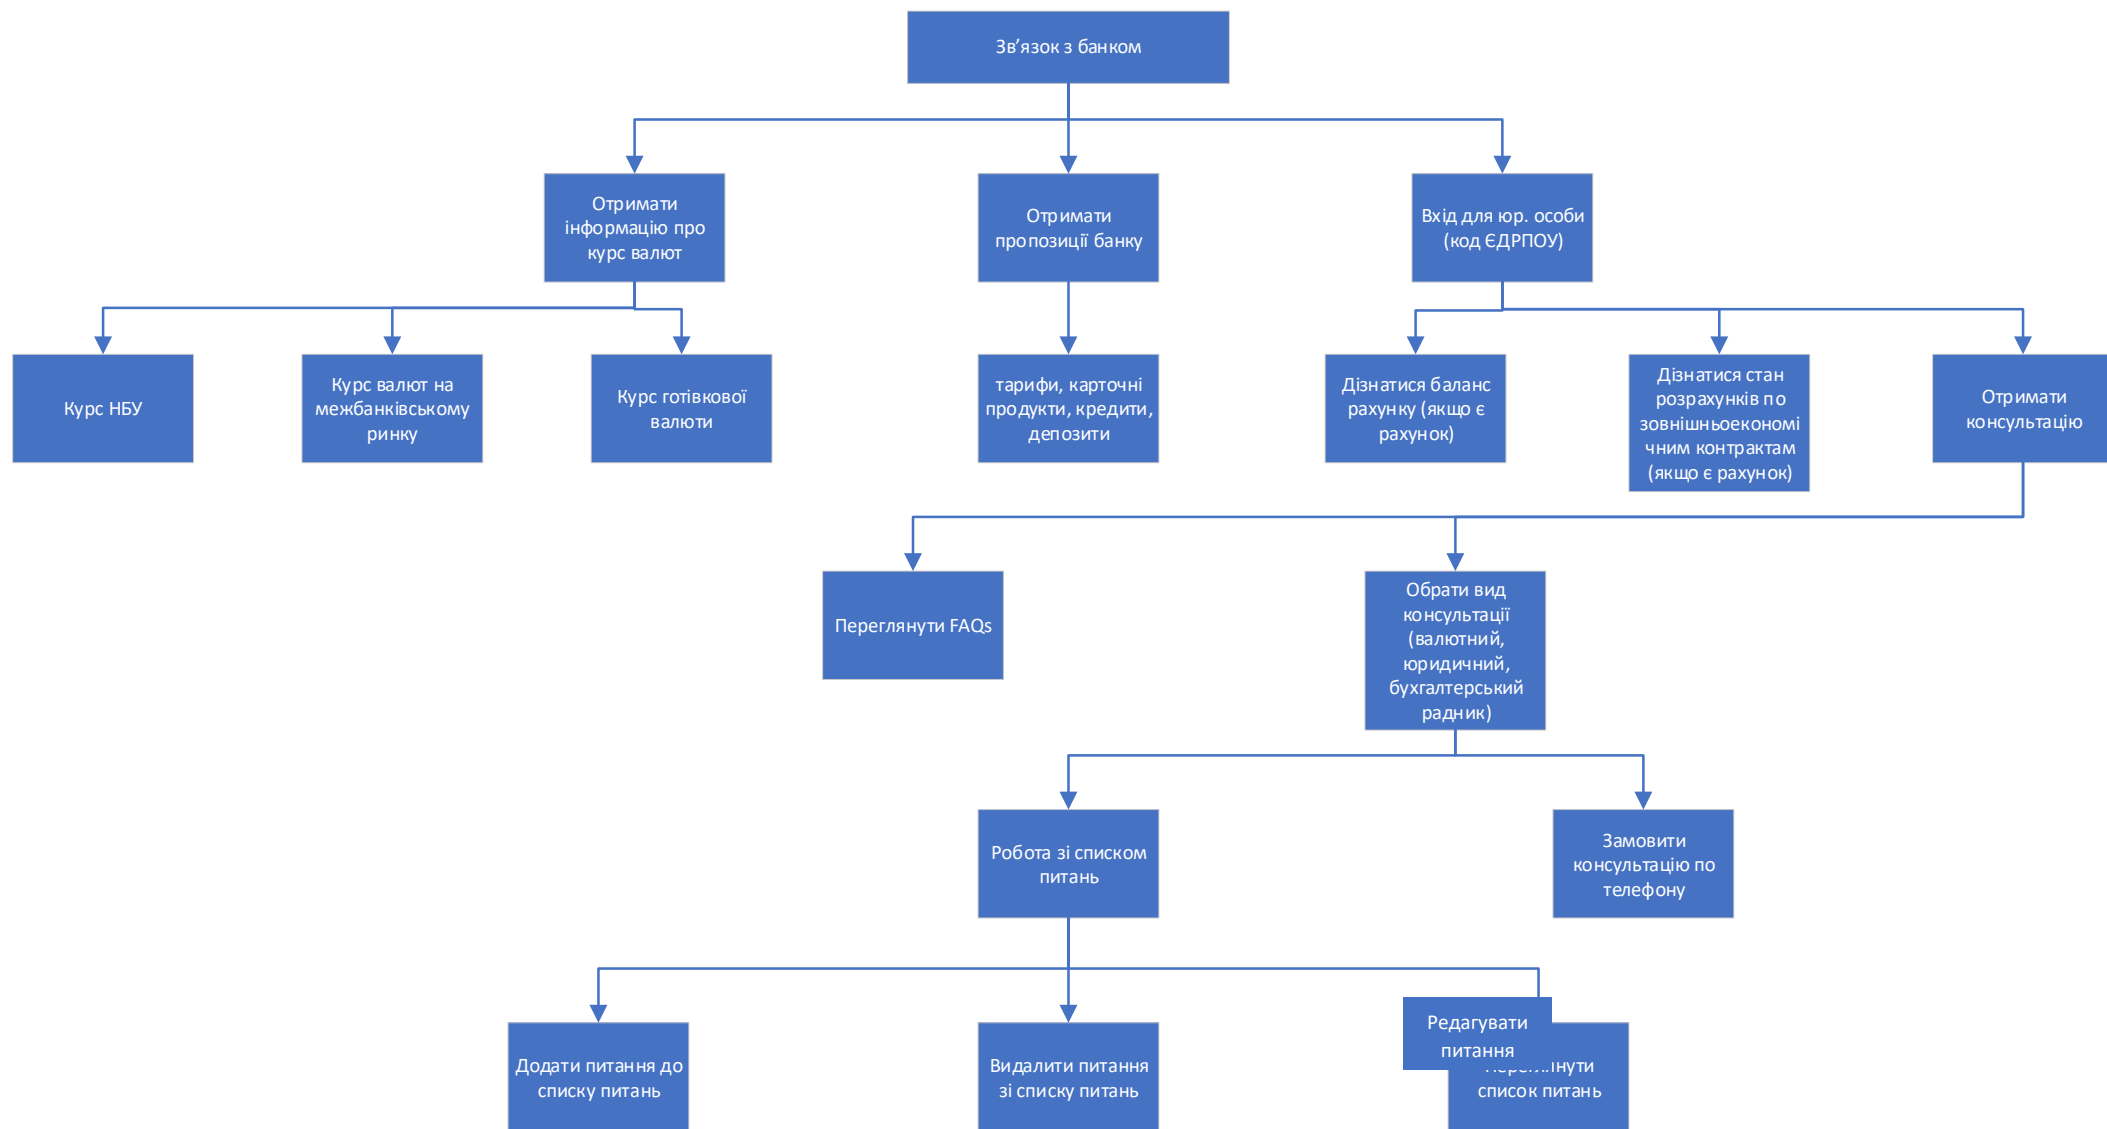 Зв’язок з банком
Отримати
інформацію про
курс валют
Отримати
пропозиції банку
Вхід для юр. особи
(код ЄДРПОУ)
Курс НБУ
Курс валют на
межбанківському
ринку
Курс готівкової
валюти
тарифи, карточні
продукти, кредити,
депозити
Дізнатися баланс
рахунку (якщо є
рахунок)
Дізнатися стан
розрахунків по
зовнішньоекономі
чним контрактам
(якщо є рахунок)
Отримати
консультацію
Переглянути FAQs
Обрати вид
консультації
(валютний,
юридичний,
бухгалтерський
радник)
Робота зі списком
питань
Замовити
консультацію по
телефону
Додати питання до
списку питань
Видалити питання
зі списку питань
Редагувати
питання
список питань